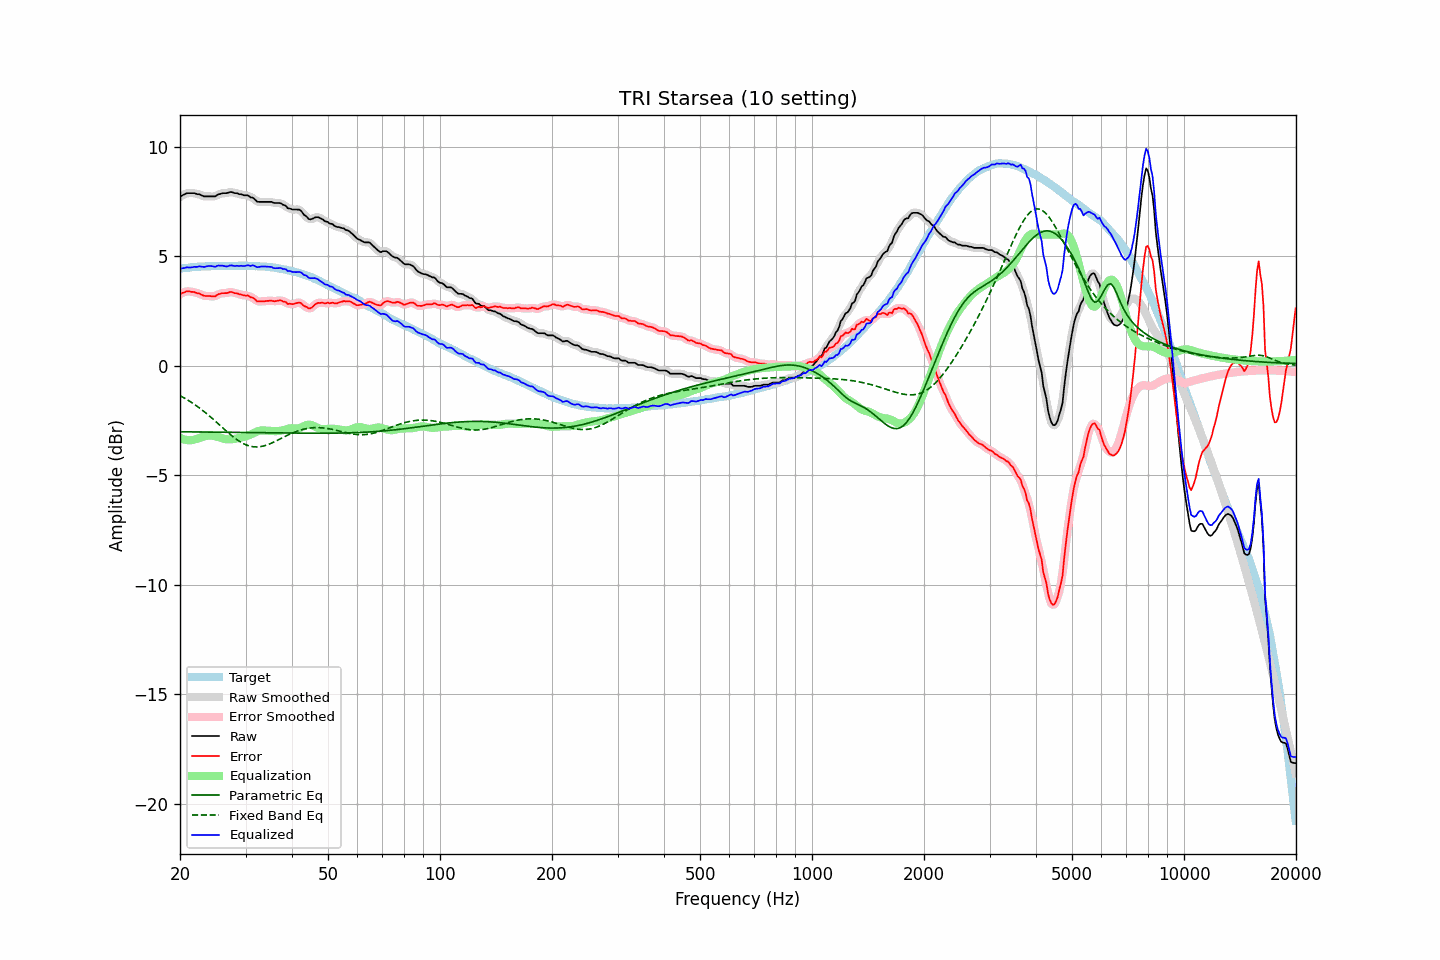 TRI Starsea (10 setting)
10
5
0
−5
−10
−15
−20
Amplitude (dBr)
Target
Raw Smoothed
Error Smoothed
Raw
Error
Equalization
Parametric Eq
Fixed Band Eq
Equalized
20 50 100 200 500 1000 2000 5000 10000 20000
Frequency (Hz)